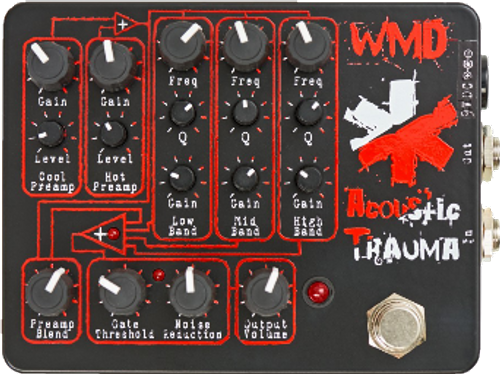 WMD
Freq
Freq
Freq
Gain
Gain
Q
Q
Q
Level
Level
Cool
Preamp
Hot
Preamp
Gain
Gain
Gain
Low
Band
Mid
Band
High
Band
9VDC
Out
In
Acoustic
Trauma
Preamp
Blend
Gate
Threshold
Noise
Reduction
Output
Volume